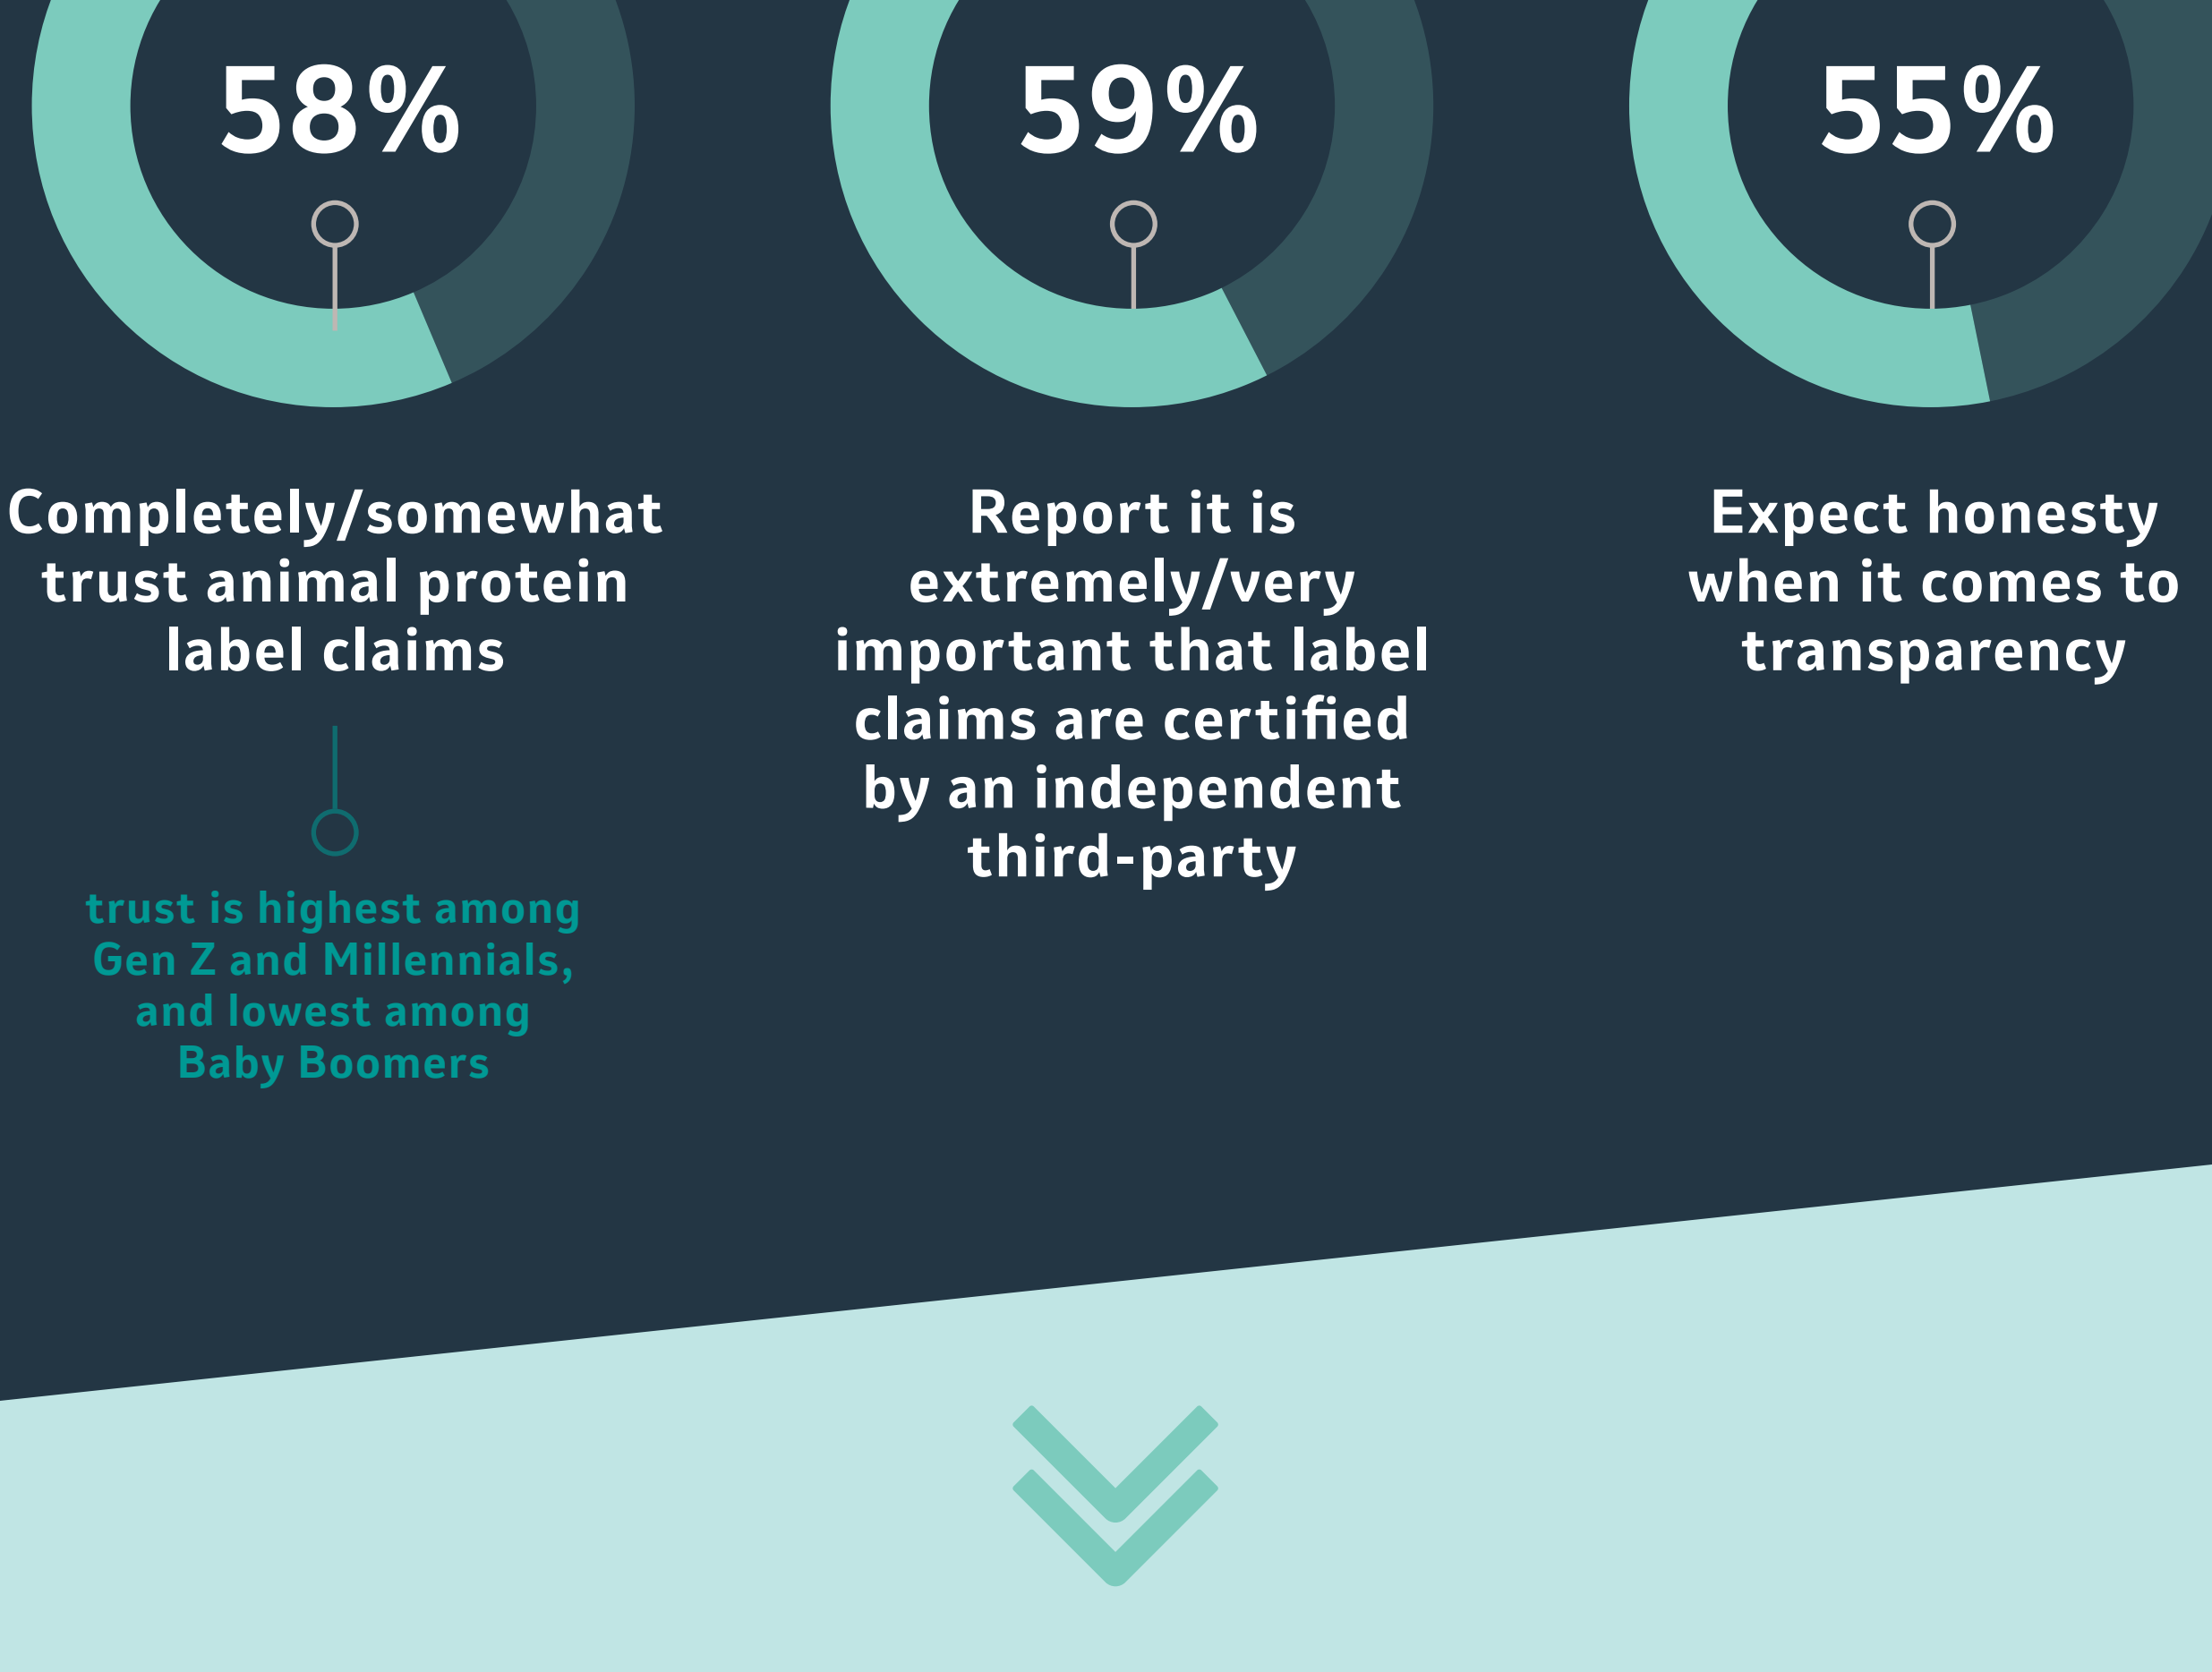 58%
Completely/somewhat
trust animal protein
label claims
trust is highest among
Gen Z and Millennials,
and lowest among
Baby Boomers
59%
Report it is
extremely/very
important that label
claims are certified
by an independent
third-party
55%
Expect honesty
when it comes to
transparency